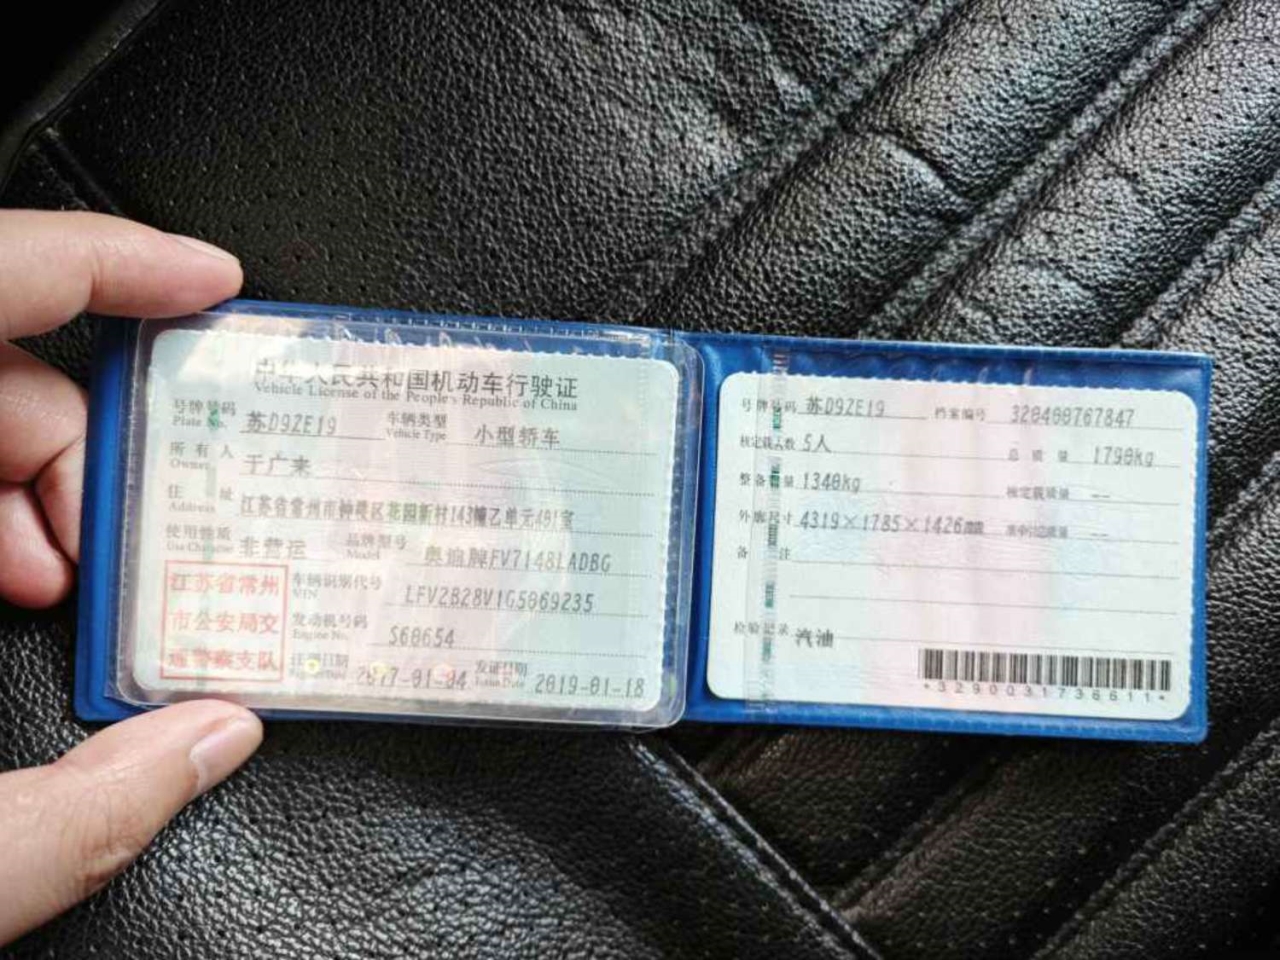 中华人民共和国机动车行驶证
Vehicle License of the People's Republic of China
号牌号码 苏D9ZE19 车辆类型 小型轿车
Plate No. Vehicle Type
所有人 于广来
Owner
住址 江苏省常州市钟楼区花园新村143幢乙单元401室
Address
使用性质 非营运 品牌型号 奥迪牌FV7148LADBG
Use Character Model
江苏省常州
市公安局交
通警察支队
车辆识别代号 LFV2B28V1G5069235
VIN
发动机号码 S60654
Engine No.
注册日期 2017-01-04 发证日期 2019-01-18
Register Date Issue Date
号牌号码 苏D9ZE19 档案编号 320400767847
核定载人数 5人 总质量 1790kg
整备质量 1340kg 核定载质量 --
外廓尺寸 4319×1785×1426mm 准牵引总质量 --
备注
检验记录 汽油
*3290031736611*